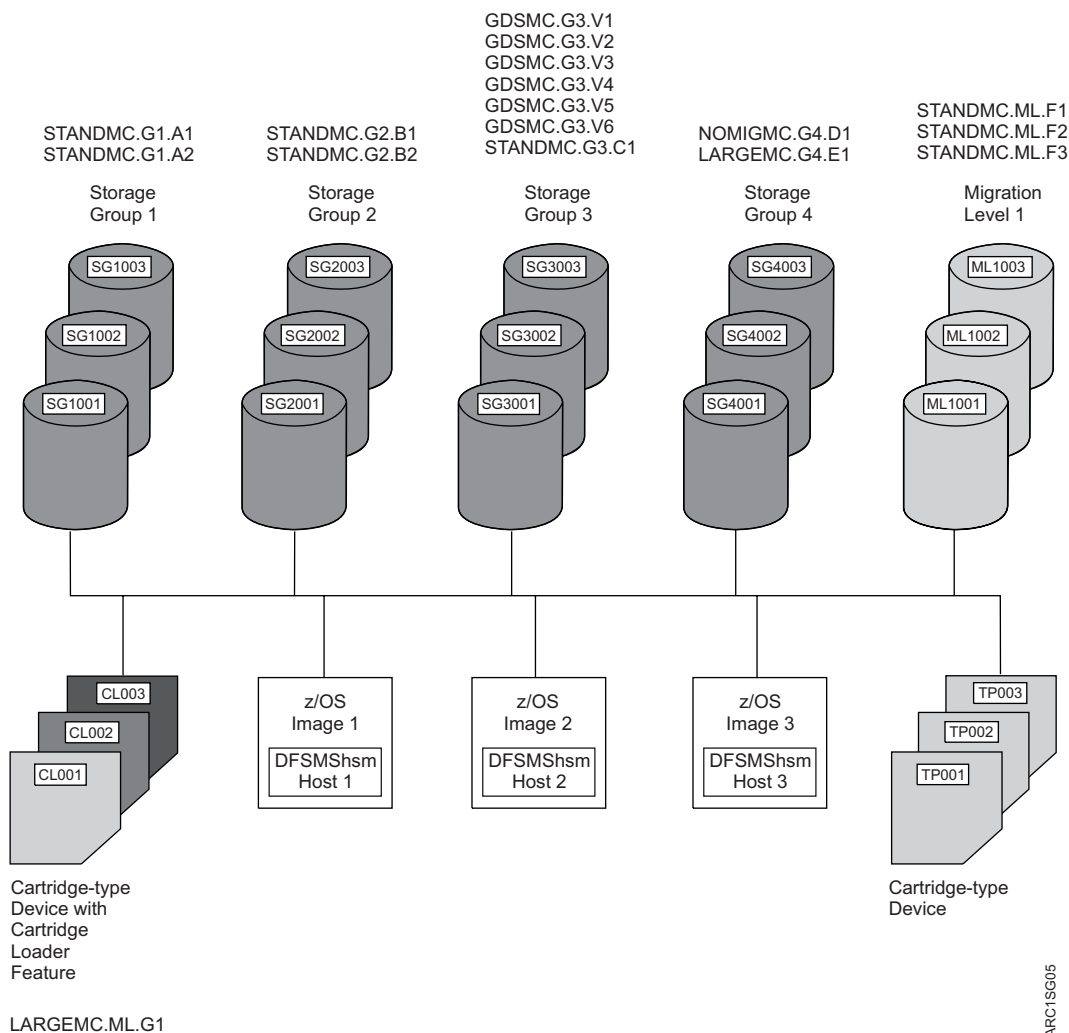 GDSMC.G3.V1
GDSMC.G3.V2
GDSMC.G3.V3
GDSMC.G3.V4
GDSMC.G3.V5
GDSMC.G3.V6
STANDMC.G3.C1
STANDMC.G1.A1
STANDMC.G1.A2
STANDMC.G2.B1
STANDMC.G2.B2
NOMIGMC.G4.D1
LARGEMC.G4.E1
STANDMC.ML.F1
STANDMC.ML.F2
STANDMC.ML.F3
Storage
Group 1
Storage
Group 2
Storage
Group 3
Storage
Group 4
Migration
Level 1
SG1003
SG1002
SG1001
SG2003
SG2002
SG2001
SG3003
SG3002
SG3001
SG4003
SG4002
SG4001
ML1003
ML1002
ML1001
CL003
CL002
CL001
z/OS
Image 1
DFSMShsm
Host 1
z/OS
Image 2
DFSMShsm
Host 2
z/OS
Image 3
DFSMShsm
Host 3
TP003
TP002
TP001
Cartridge-type
Device with
Cartridge
Loader
Feature
Cartridge-type
Device
LARGEMC.ML.G1
ARC1SG05